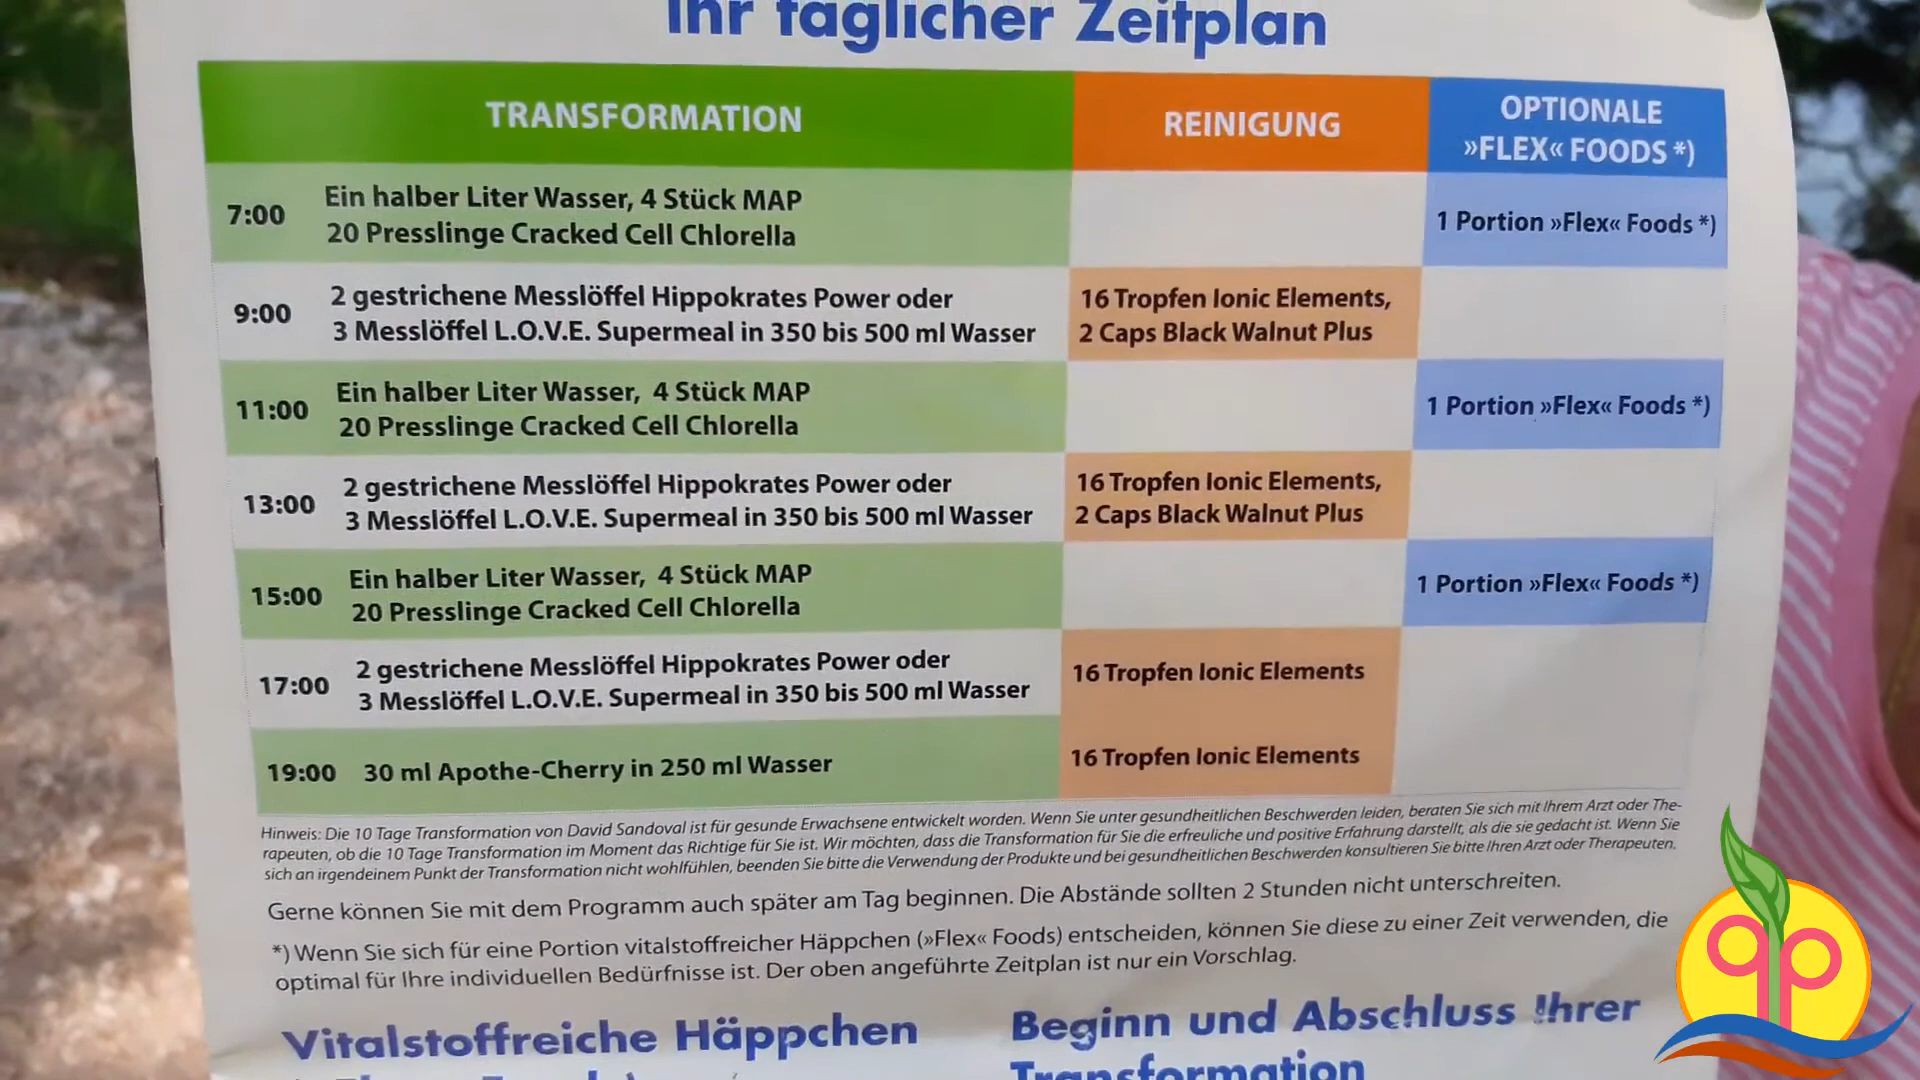 Ihr täglicher Zeitplan
TRANSFORMATION
REINIGUNG
OPTIONALE
»FLEX« FOODS *)
7:00
Ein halber Liter Wasser, 4 Stück MAP
20 Presslinge Cracked Cell Chlorella
1 Portion »Flex« Foods *)
9:00
2 gestrichene Messlöffel Hippokrates Power oder
3 Messlöffel L.O.V.E. Supermeal in 350 bis 500 ml Wasser
16 Tropfen Ionic Elements,
2 Caps Black Walnut Plus
11:00
Ein halber Liter Wasser, 4 Stück MAP
20 Presslinge Cracked Cell Chlorella
1 Portion »Flex« Foods *)
13:00
2 gestrichene Messlöffel Hippokrates Power oder
3 Messlöffel L.O.V.E. Supermeal in 350 bis 500 ml Wasser
16 Tropfen Ionic Elements,
2 Caps Black Walnut Plus
15:00
Ein halber Liter Wasser, 4 Stück MAP
20 Presslinge Cracked Cell Chlorella
1 Portion »Flex« Foods *)
17:00
2 gestrichene Messlöffel Hippokrates Power oder
3 Messlöffel L.O.V.E. Supermeal in 350 bis 500 ml Wasser
16 Tropfen Ionic Elements
19:00
30 ml Apothe-Cherry in 250 ml Wasser
16 Tropfen Ionic Elements
Hinweis: Die 10 Tage Transformation von David Sandoval ist für gesunde Erwachsene entwickelt worden. Wenn Sie unter gesundheitlichen Beschwerden leiden, beraten Sie sich mit Ihrem Arzt oder The-
rapeuten, ob die 10 Tage Transformation im Moment das Richtige für Sie ist. Wir möchten, dass die Transformation für Sie die erfreuliche und positive Erfahrung darstellt, als die sie gedacht ist. Wenn Sie
sich an irgendeinem Punkt der Transformation nicht wohlfühlen, beenden Sie bitte die Verwendung der Produkte und bei gesundheitlichen Beschwerden konsultieren Sie bitte Ihren Arzt oder Therapeuten.
Gerne können Sie mit dem Programm auch später am Tag beginnen. Die Abstände sollten 2 Stunden nicht unterschreiten.
*) Wenn Sie sich für eine Portion vitalstoffreicher Häppchen (»Flex« Foods) entscheiden, können Sie diese zu einer Zeit verwenden, die
optimal für Ihre individuellen Bedürfnisse ist. Der oben angeführte Zeitplan ist nur ein Vorschlag.
Vitalstoffreiche Häppchen
Beginn und Abschluss Ihrer
Transformation